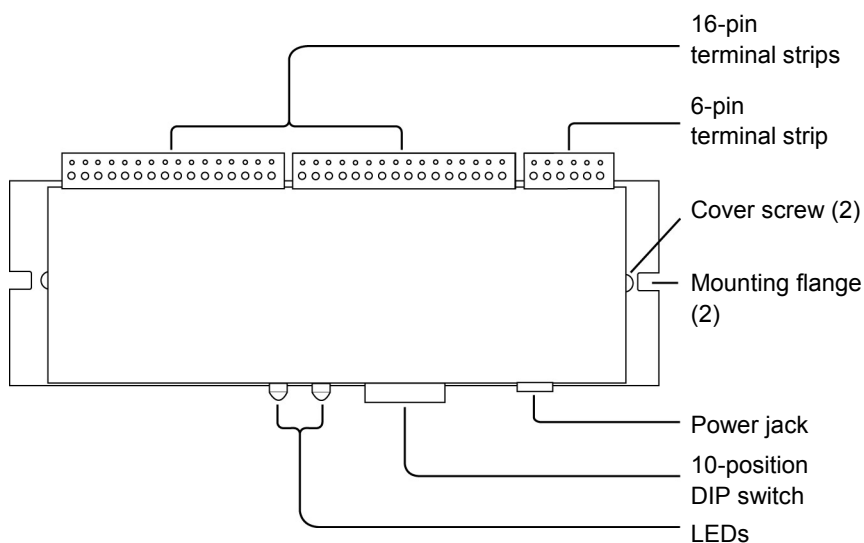 16-pin
terminal strips
6-pin
terminal strip
Cover screw (2)
Mounting flange
(2)
Power jack
10-position
DIP switch
LEDs